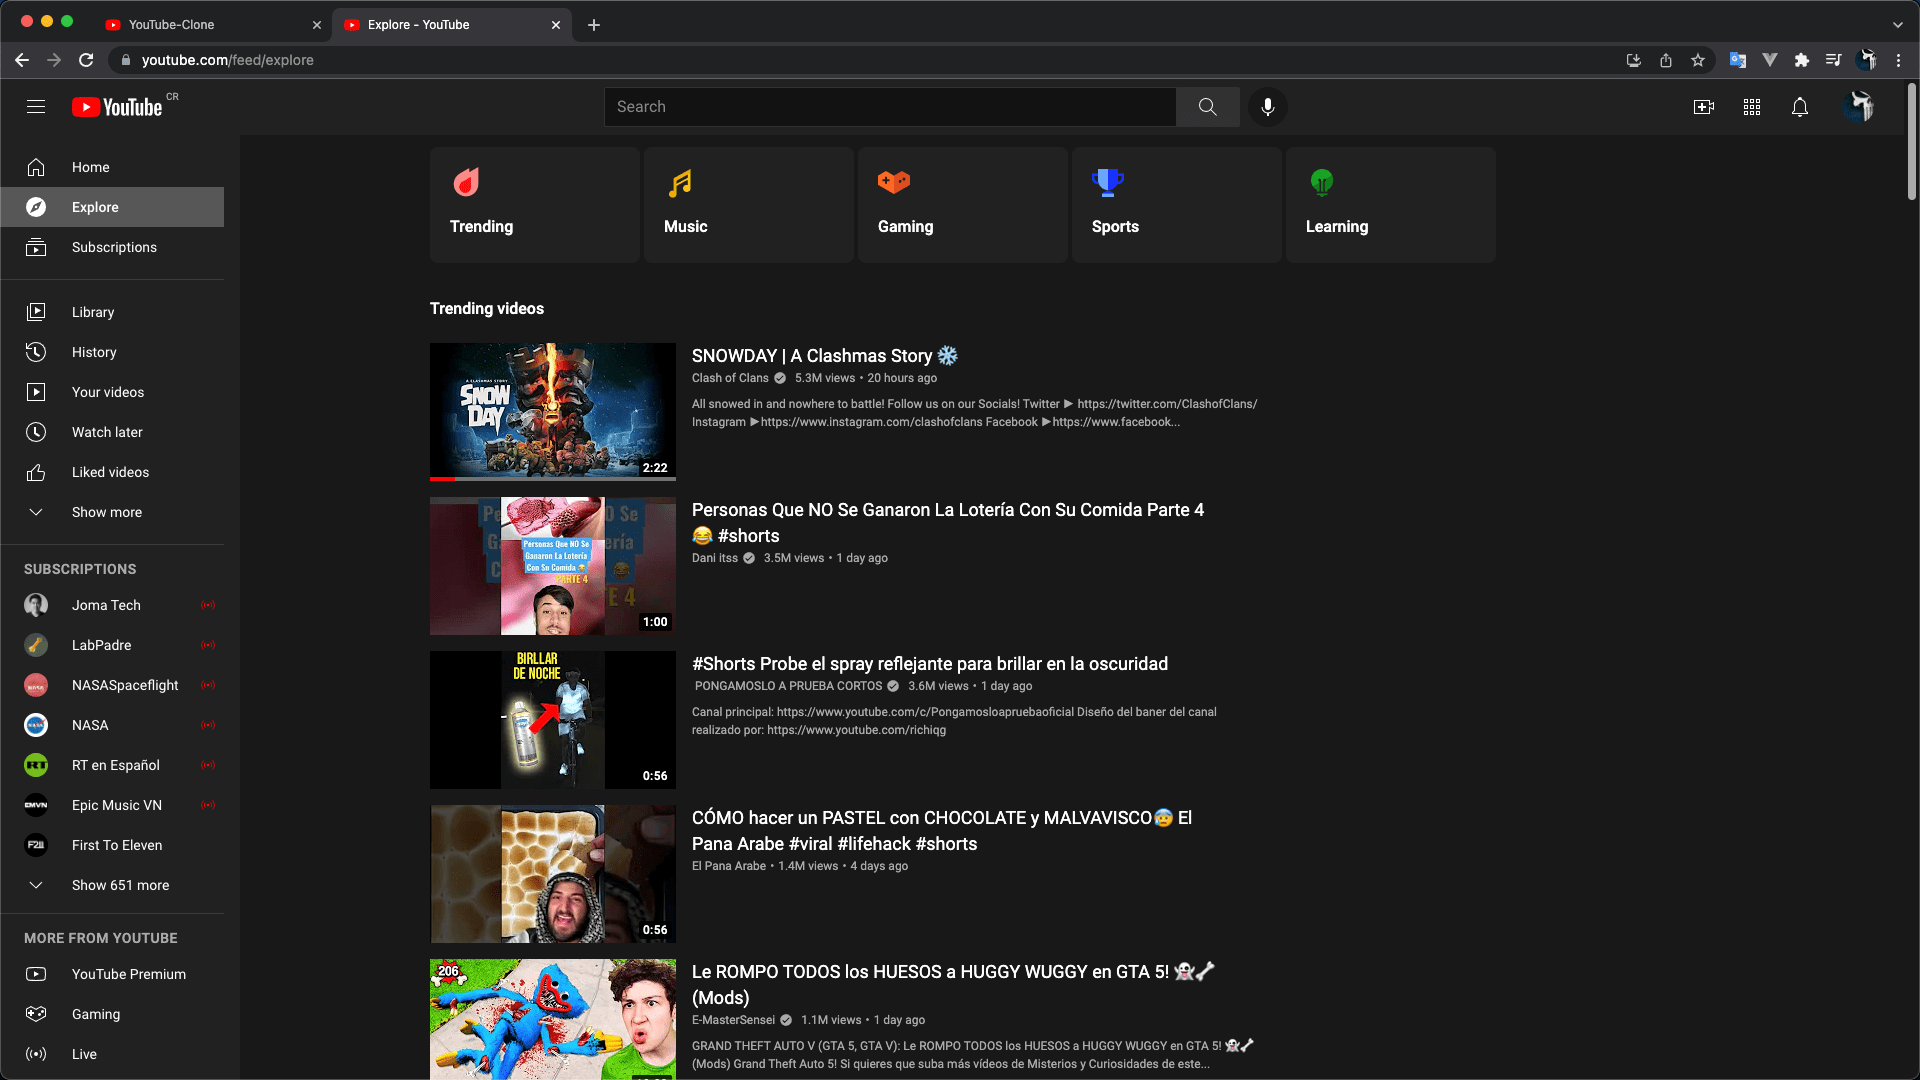 YouTube-Clone
Explore - YouTube
youtube.com/feed/explore
YouTube CR
Search
Home
Explore
Subscriptions
Library
History
Your videos
Watch later
Liked videos
Show more
SUBSCRIPTIONS
Joma Tech
LabPadre
NASASpaceflight
NASA
RT en Español
Epic Music VN
First To Eleven
Show 651 more
MORE FROM YOUTUBE
YouTube Premium
Gaming
Live
Trending
Music
Gaming
Sports
Learning
Trending videos
A CLASHMAS STORY
SNOW
DAY
2:22
SNOWDAY | A Clashmas Story ❄️
Clash of Clans 5.3M views • 20 hours ago
All snowed in and nowhere to battle! Follow us on our Socials! Twitter ► https://twitter.com/ClashofClans/
Instagram ►https://www.instagram.com/clashofclans Facebook ►https://www.facebook...
Personas Que NO Se
Ganaron La Lotería
Con Su Comida 😂
PARTE 4
1:00
Personas Que NO Se Ganaron La Lotería Con Su Comida Parte 4
😂 #shorts
Dani itss 3.5M views • 1 day ago
BIRLLAR
DE NOCHE
0:56
#Shorts Probe el spray reflejante para brillar en la oscuridad
PONGAMOSLO A PRUEBA CORTOS 3.6M views • 1 day ago
Canal principal: https://www.youtube.com/c/Pongamosloapruebaoficial Diseño del baner del canal
realizado por: https://www.youtube.com/richiqg
0:56
CÓMO hacer un PASTEL con CHOCOLATE y MALVAVISCO😰 El
Pana Arabe #viral #lifehack #shorts
El Pana Arabe • 1.4M views • 4 days ago
206
Le ROMPO TODOS los HUESOS a HUGGY WUGGY en GTA 5! 👻🦴
(Mods)
E-MasterSensei 1.1M views • 1 day ago
GRAND THEFT AUTO V (GTA 5, GTA V): Le ROMPO TODOS los HUESOS a HUGGY WUGGY en GTA 5! 👻🦴
(Mods) Grand Theft Auto 5! Si quieres que suba más vídeos de Misterios y Curiosidades de este...